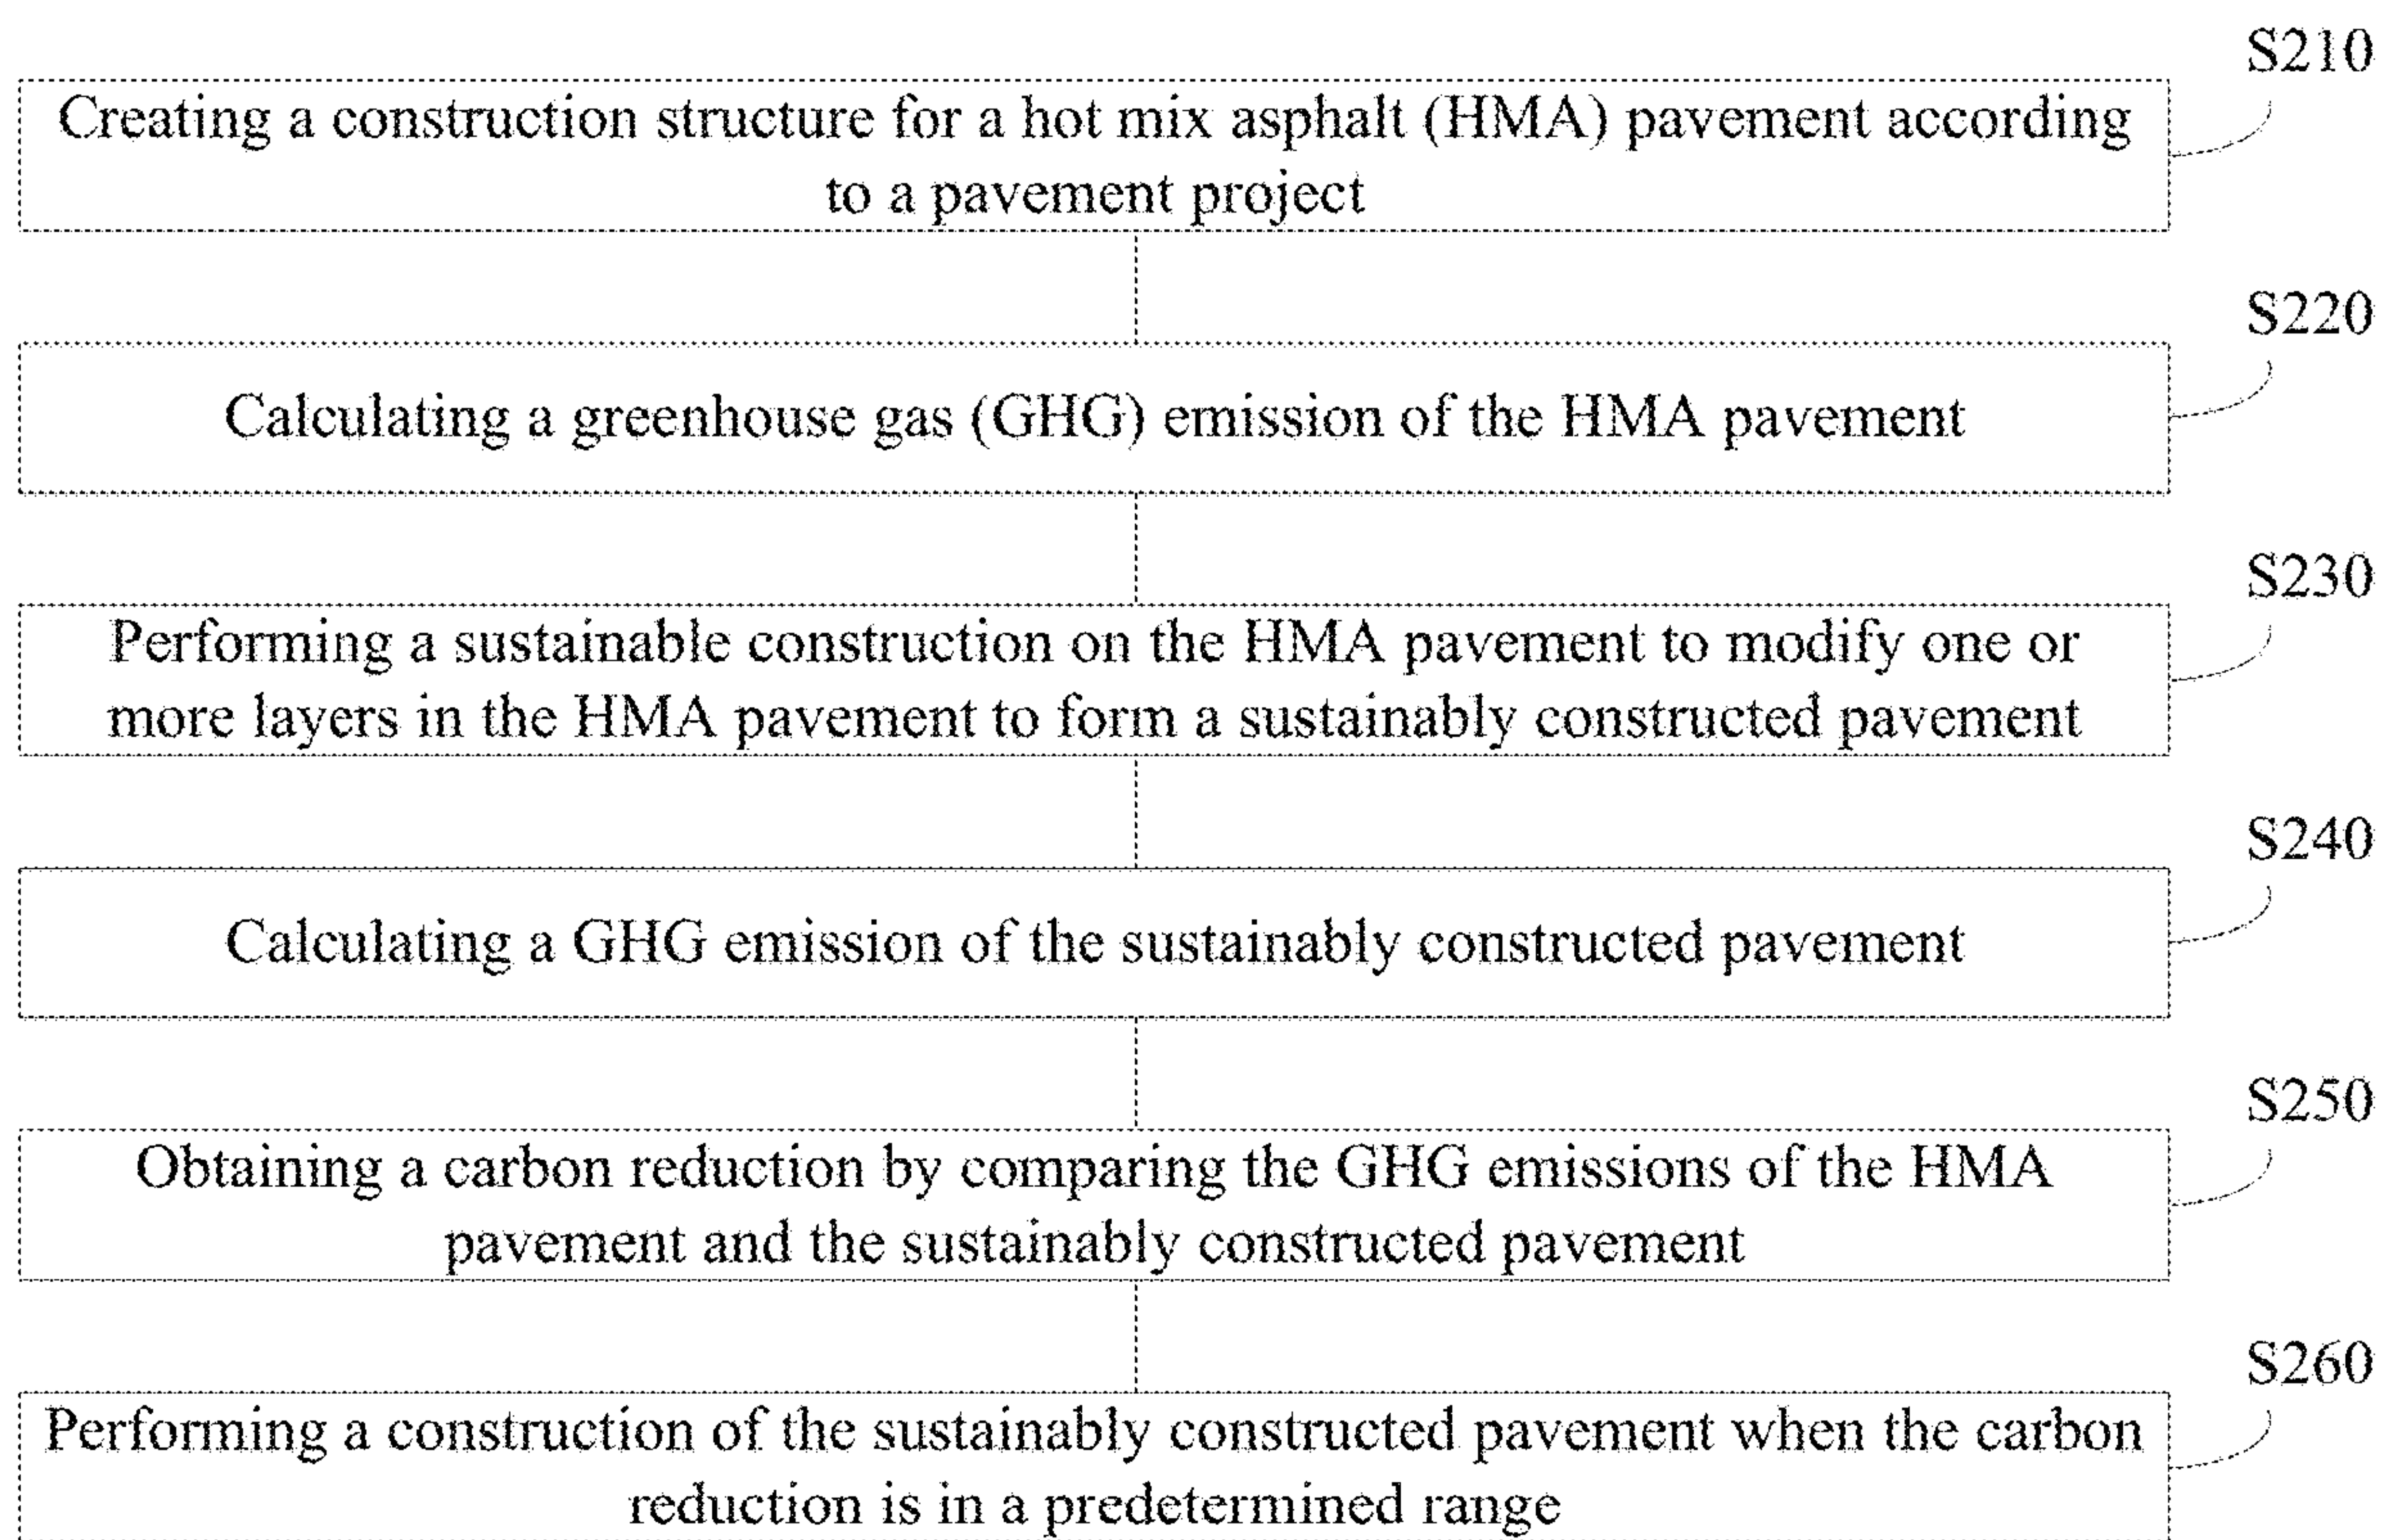 S210
Creating a construction structure for a hot mix asphalt (HMA) pavement according
to a pavement project
S220
Calculating a greenhouse gas (GHG) emission of the HMA pavement
S230
Performing a sustainable construction on the HMA pavement to modify one or
more layers in the HMA pavement to form a sustainably constructed pavement
S240
Calculating a GHG emission of the sustainably constructed pavement
S250
Obtaining a carbon reduction by comparing the GHG emissions of the HMA
pavement and the sustainably constructed pavement
S260
Performing a construction of the sustainably constructed pavement when the carbon
reduction is in a predetermined range